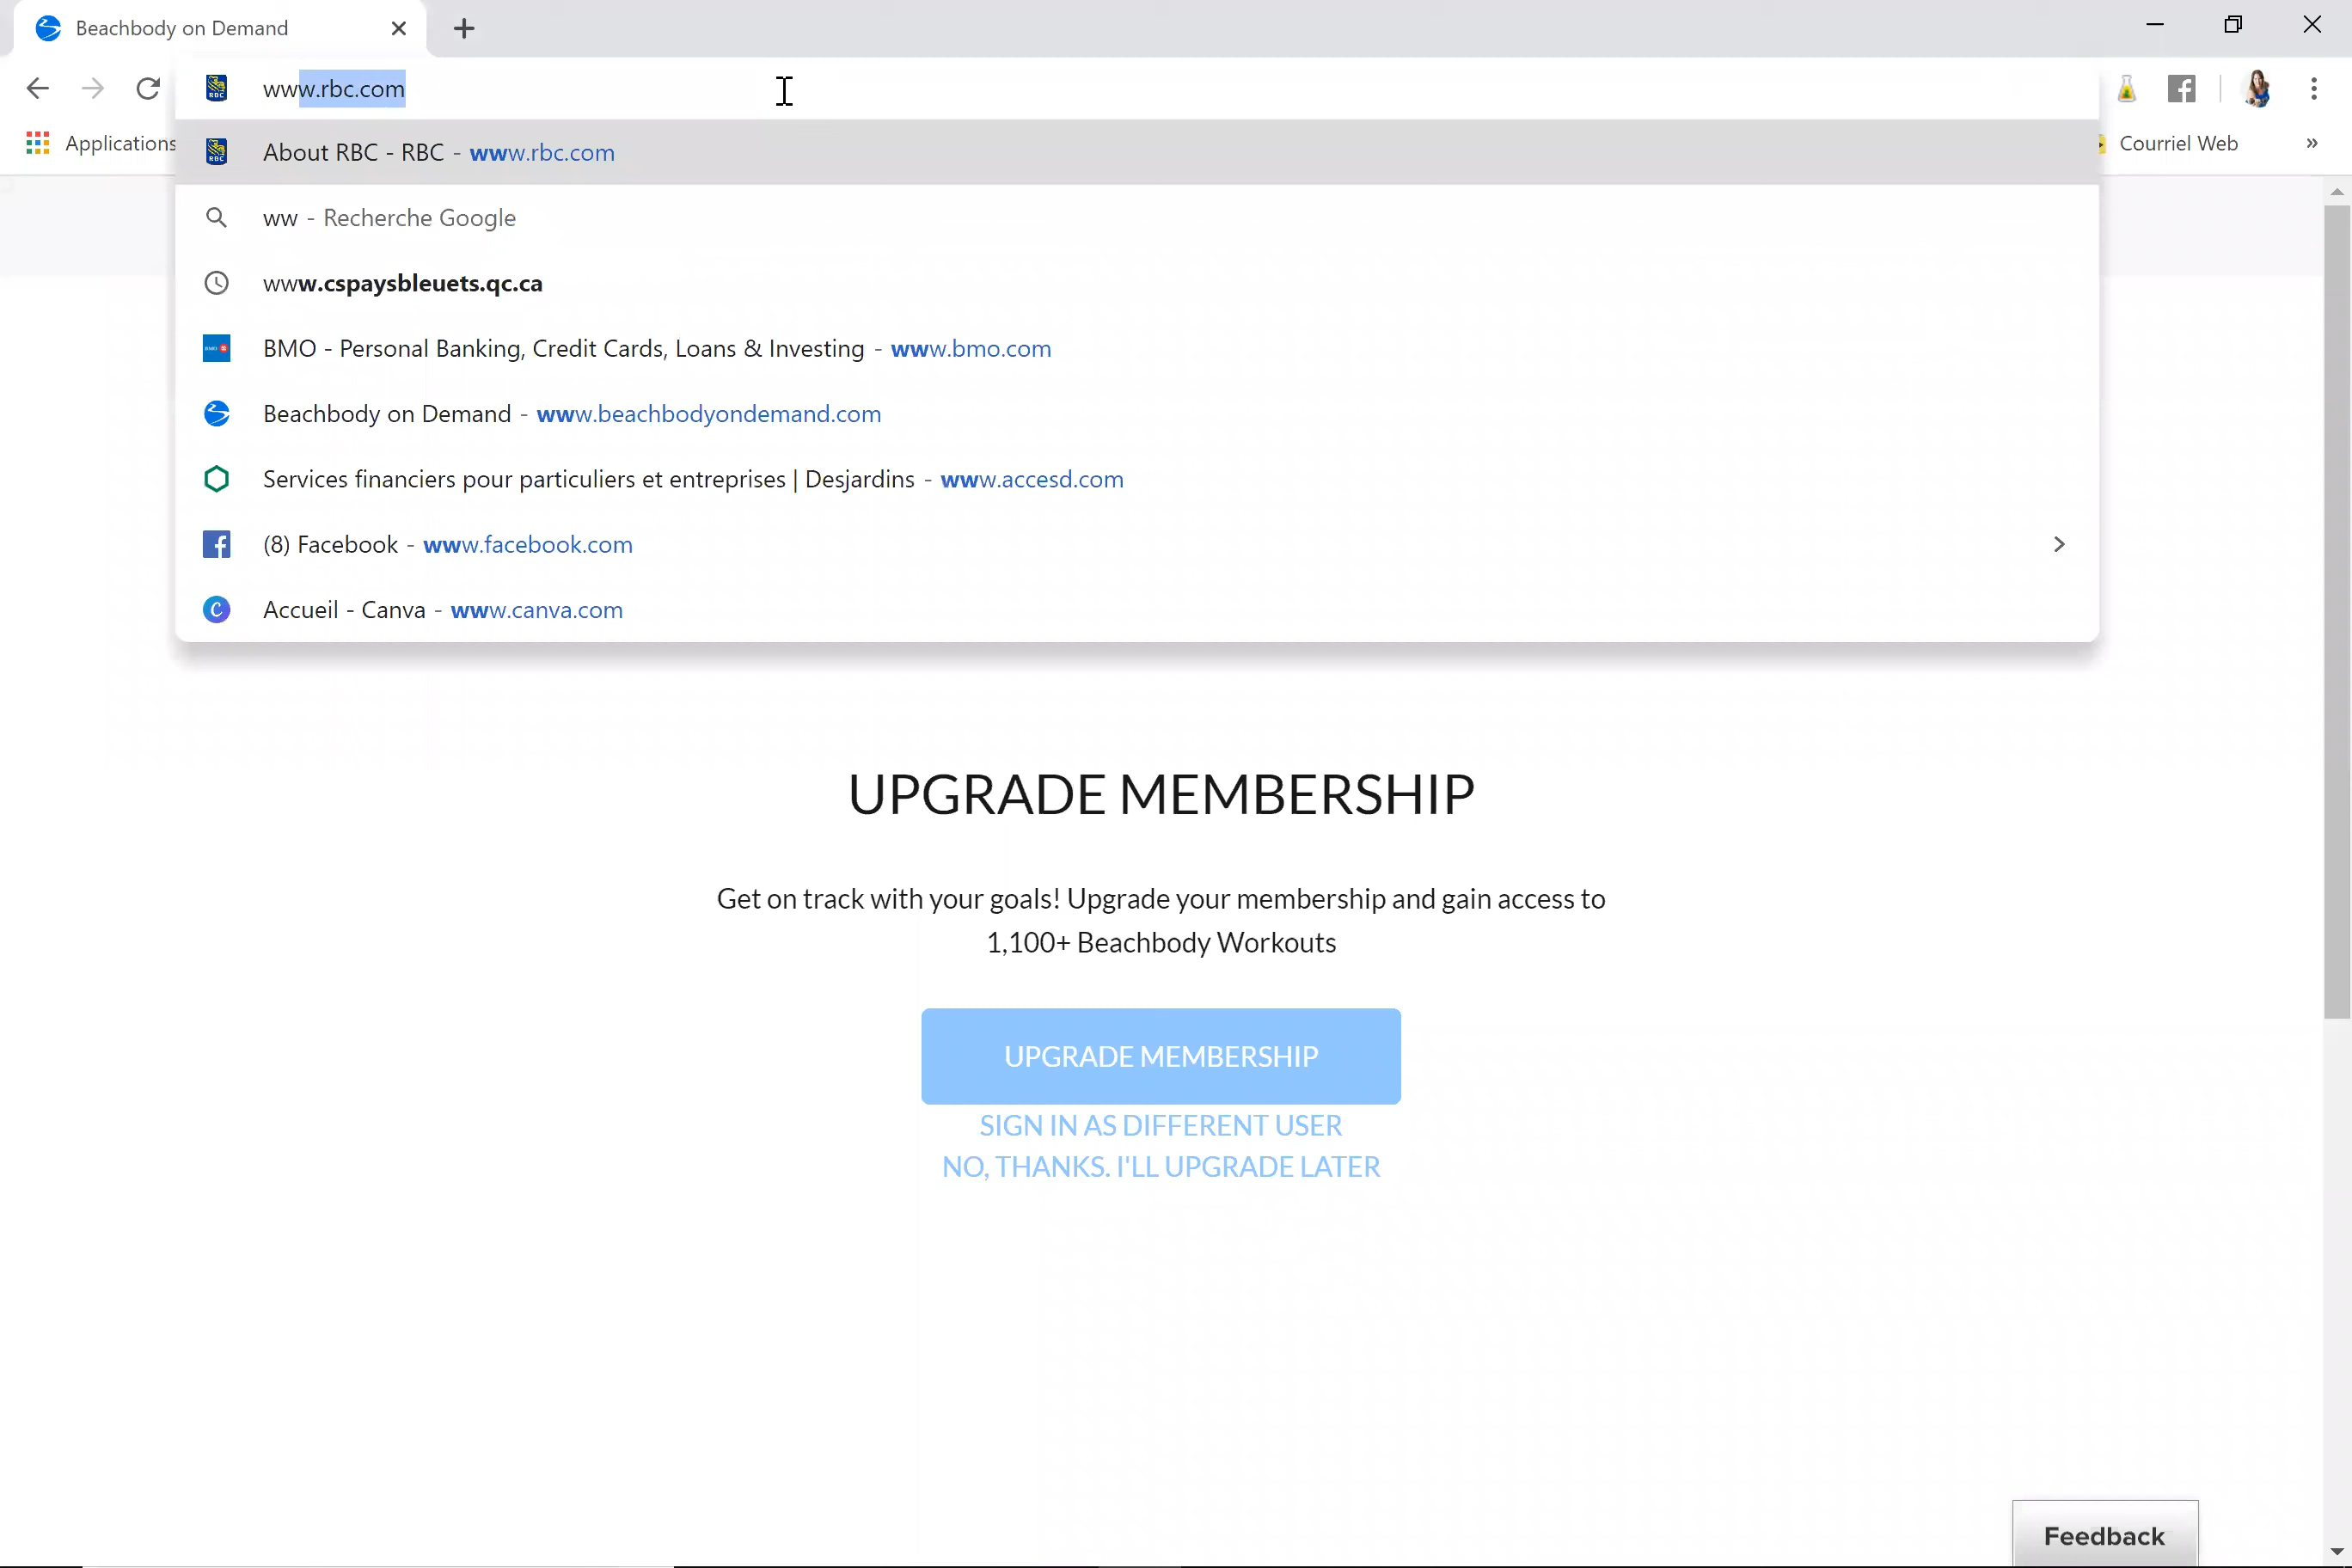 Beachbody on Demand
www.rbc.com
Applications
Courriel Web
»
About RBC - RBC - www.rbc.com
ww - Recherche Google
www.cspaysbleuets.qc.ca
BMO - Personal Banking, Credit Cards, Loans & Investing - www.bmo.com
Beachbody on Demand - www.beachbodyondemand.com
Services financiers pour particuliers et entreprises | Desjardins - www.accesd.com
(8) Facebook - www.facebook.com
Accueil - Canva - www.canva.com
UPGRADE MEMBERSHIP
Get on track with your goals! Upgrade your membership and gain access to
1,100+ Beachbody Workouts
UPGRADE MEMBERSHIP
SIGN IN AS DIFFERENT USER
NO, THANKS. I'LL UPGRADE LATER
Feedback